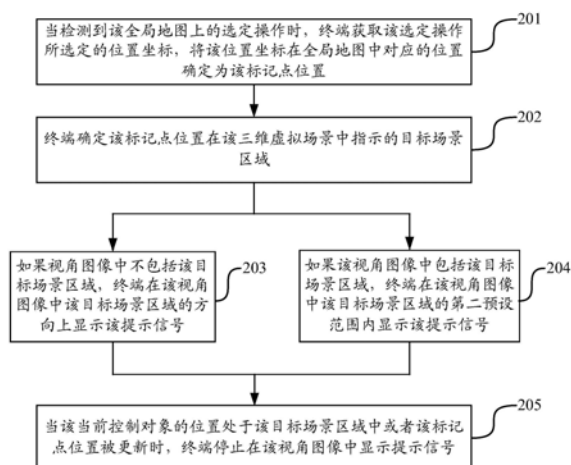 当检测到该全局地图上的选定操作时，终端获取该选定操作
所选定的位置坐标，将该位置坐标在全局地图中对应的位置
确定为该标记点位置
201
终端确定该标记点位置在该三维虚拟场景中指示的目标场景
区域
202
如果视角图像中不包括该目
标场景区域，终端在该视角
图像中该目标场景区域的方
向上显示该提示信号
203
如果该视角图像中包括该目标
场景区域，终端在该视角图像
中该目标场景区域的第二预设
范围内显示该提示信号
204
当该当前控制对象的位置处于该目标场景区域中或者该标记
点位置被更新时，终端停止在该视角图像中显示提示信号
205